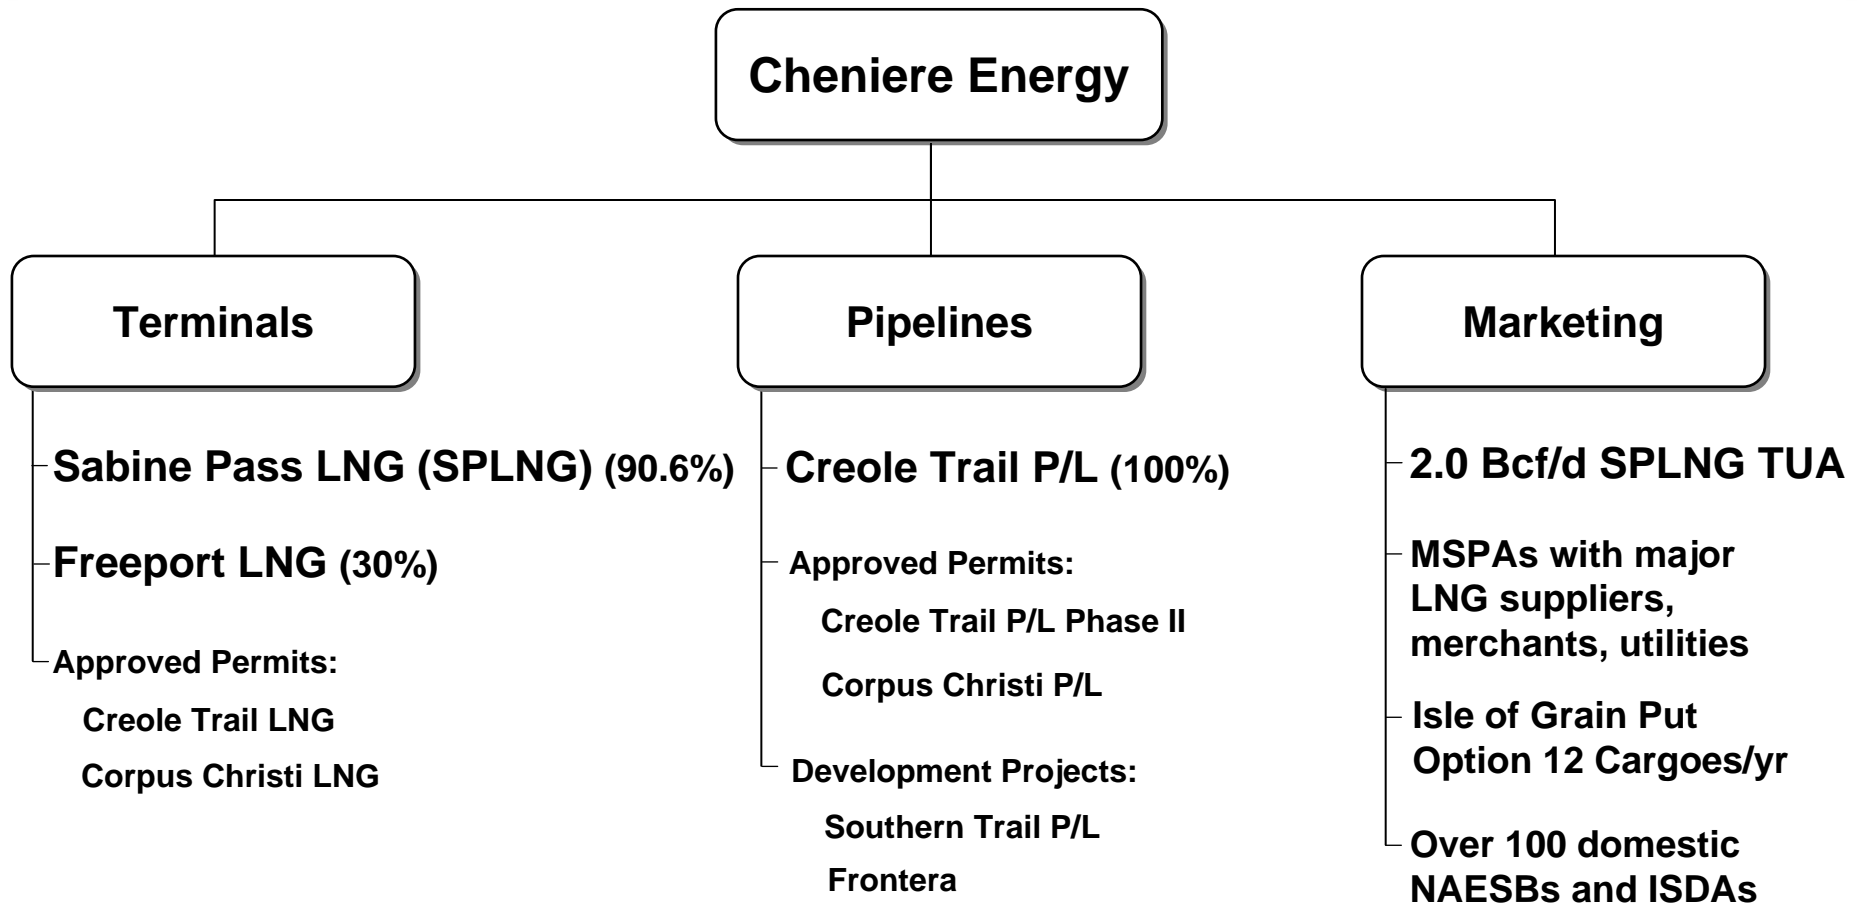 Cheniere Energy
Terminals
Sabine Pass LNG (SPLNG) (90.6%)
Freeport LNG (30%)
Approved Permits:
Creole Trail LNG
Corpus Christi LNG
Pipelines
Creole Trail P/L (100%)
Approved Permits:
Creole Trail P/L Phase II
Corpus Christi P/L
Development Projects:
Southern Trail P/L
Frontera
Marketing
2.0 Bcf/d SPLNG TUA
MSPAs with major
LNG suppliers,
merchants, utilities
Isle of Grain Put
Option 12 Cargoes/yr
Over 100 domestic
NAESBs and ISDAs